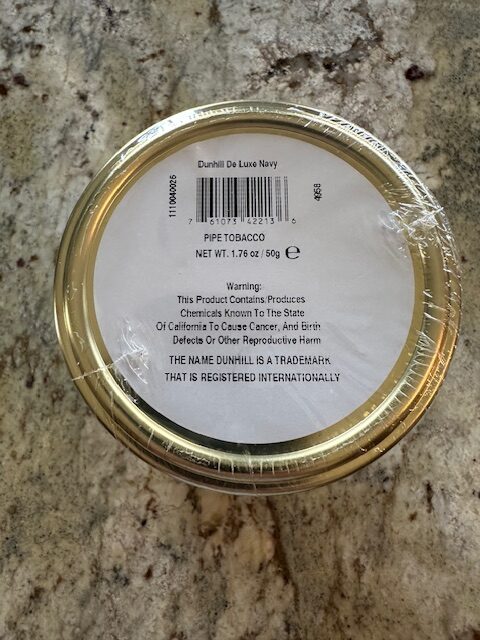 Dunhill De Luxe Navy
1110040026
4958
7 61073 42213 6
PIPE TOBACCO
NET WT. 1.76 oz / 50g ℮
Warning:
This Product Contains/Produces
Chemicals Known To The State
Of California To Cause Cancer, And Birth
Defects Or Other Reproductive Harm
THE NAME DUNHILL IS A TRADEMARK
THAT IS REGISTERED INTERNATIONALLY